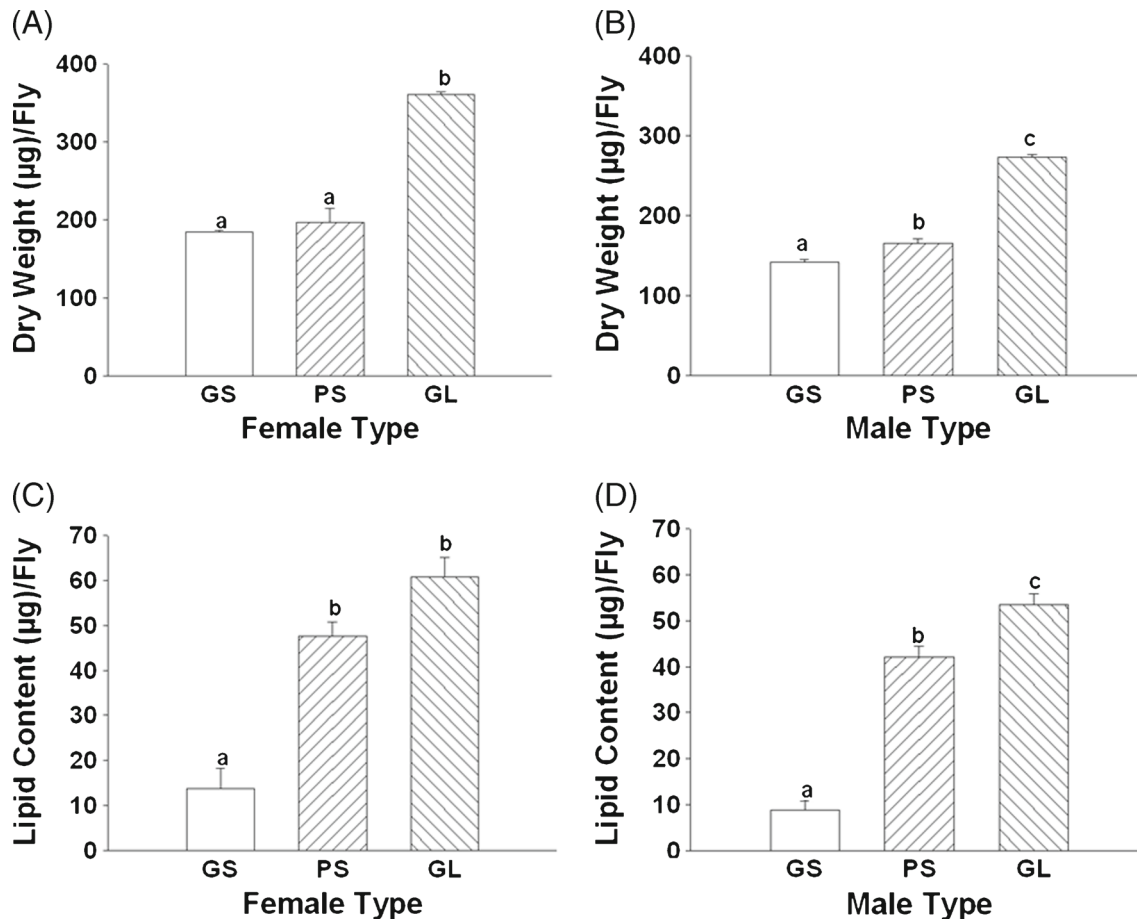 (A)
Dry Weight (µg)/Fly
400
300
200
100
0
a
a
b
GS PS GL
Female Type
(B)
Dry Weight (µg)/Fly
400
300
200
100
0
a
b
c
GS PS GL
Male Type
(C)
Lipid Content (µg)/Fly
70
60
50
40
30
20
10
0
a
b
b
GS PS GL
Female Type
(D)
Lipid Content (µg)/Fly
70
60
50
40
30
20
10
0
a
b
c
GS PS GL
Male Type